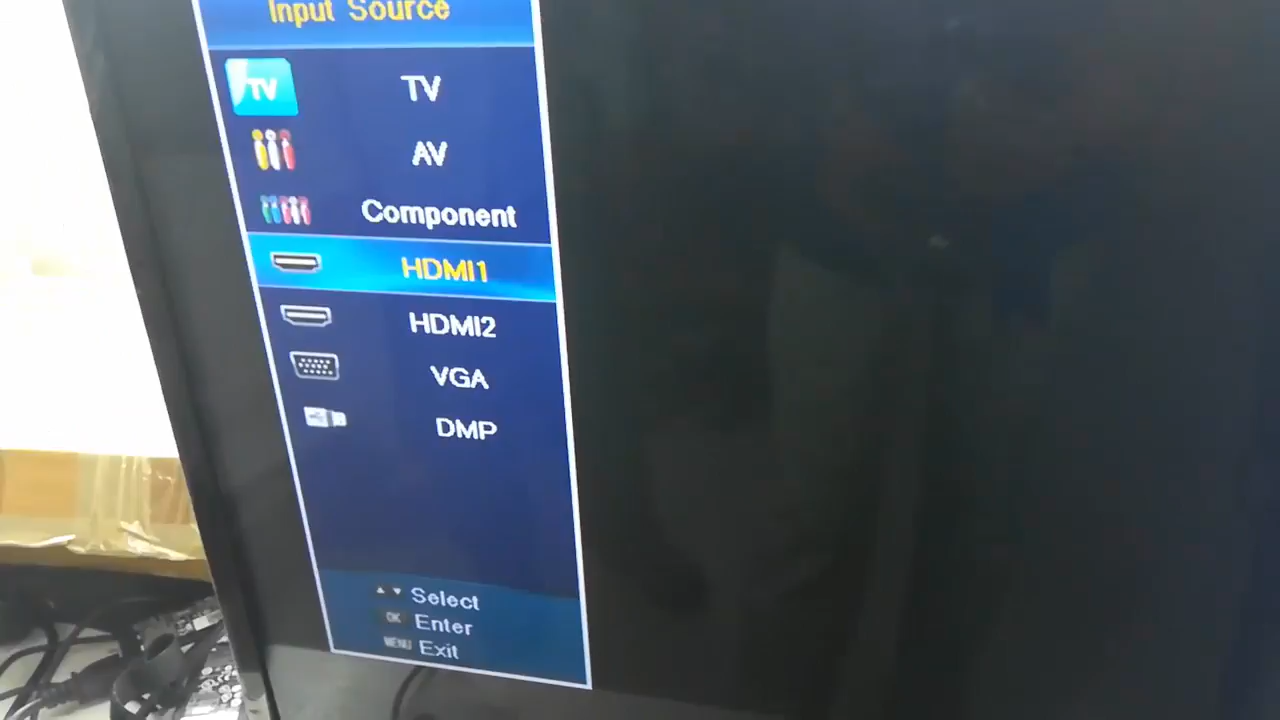 Input Source
TV TV
AV
Component
HDMI1
HDMI2
VGA
DMP
▲ ▼ Select
OK Enter
MENU Exit